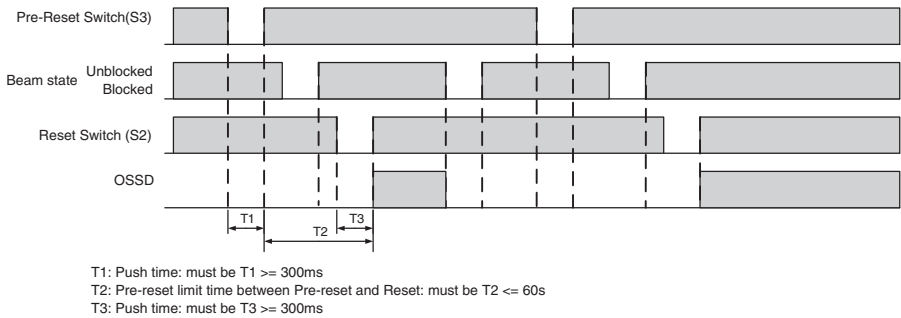 Pre-Reset Switch(S3)
Beam state
Unblocked
Blocked
Reset Switch (S2)
OSSD
T1
T3
T2
T1: Push time: must be T1 >= 300ms
T2: Pre-reset limit time between Pre-reset and Reset: must be T2 <= 60s
T3: Push time: must be T3 >= 300ms